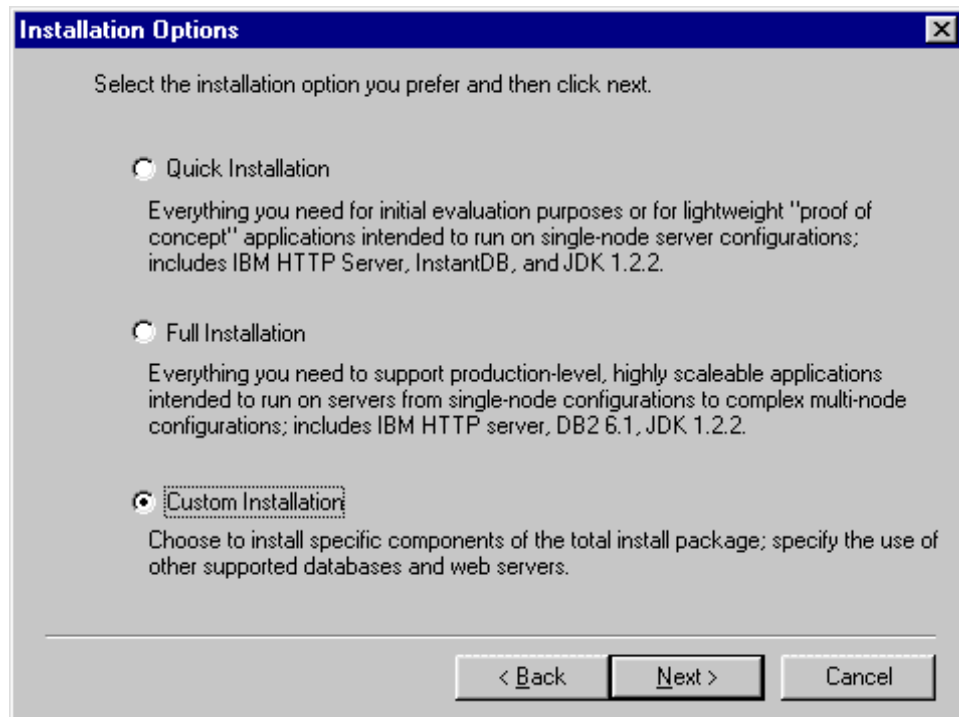 Installation Options
Select the installation option you prefer and then click next.
Quick Installation
Everything you need for initial evaluation purposes or for lightweight "proof of
concept" applications intended to run on single-node server configurations;
includes IBM HTTP Server, InstantDB, and JDK 1.2.2.
Full Installation
Everything you need to support production-level, highly scaleable applications
intended to run on servers from single-node configurations to complex multi-node
configurations; includes IBM HTTP server, DB2 6.1, JDK 1.2.2.
Custom Installation
Choose to install specific components of the total install package; specify the use of
other supported databases and web servers.
< Back
Next >
Cancel